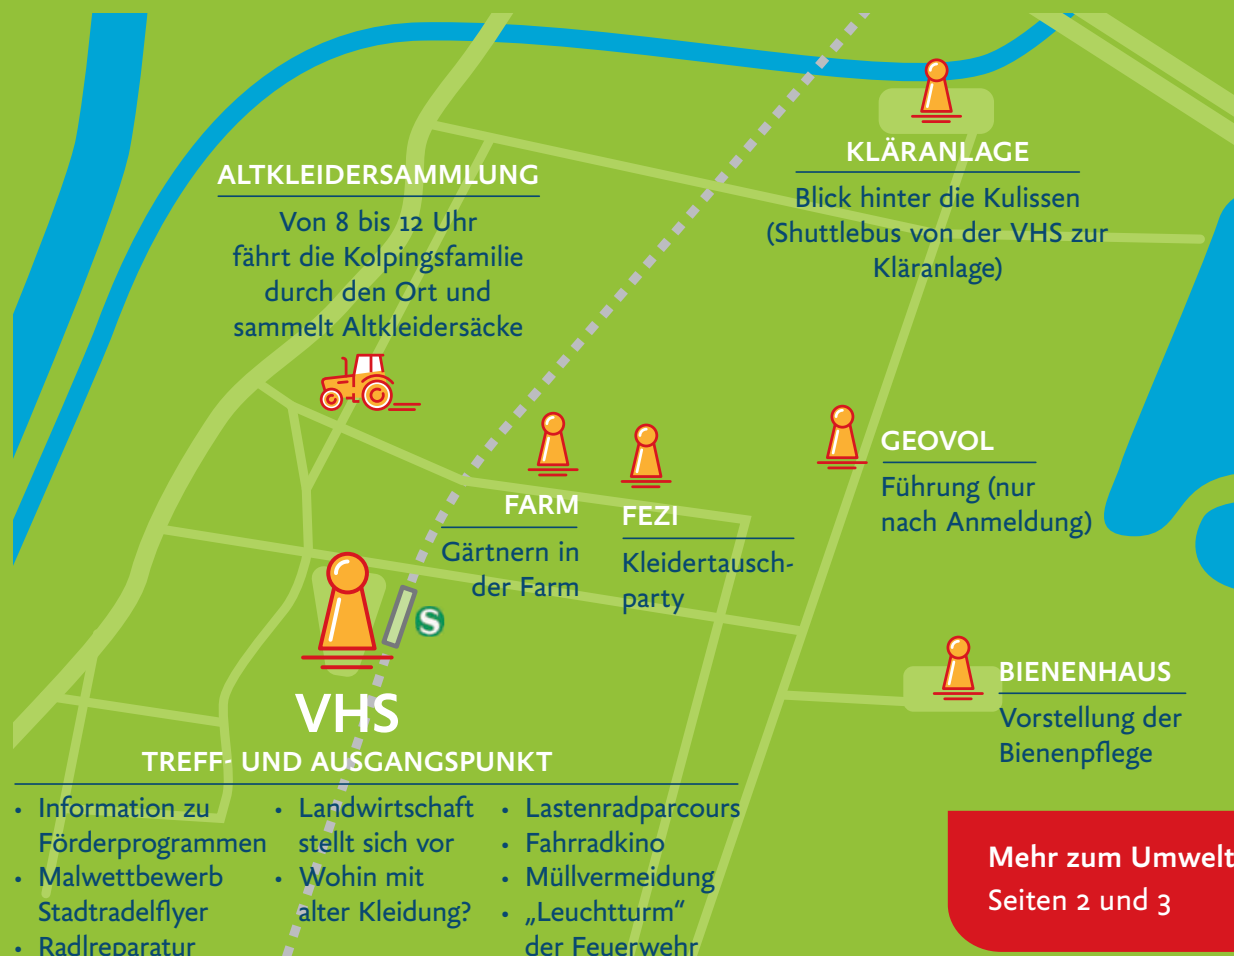 ALTKLEIDERSAMMLUNG
Von 8 bis 12 Uhr
fährt die Kolpingsfamilie
durch den Ort und
sammelt Altkleidersäcke
KLÄRANLAGE
Blick hinter die Kulissen
(Shuttlebus von der VHS zur
Kläranlage)
FARM
Gärtnern in
der Farm
FEZI
Kleidertausch-
party
GEOVOL
Führung (nur
nach Anmeldung)
S
BIENENHAUS
Vorstellung der
Bienenpflege
VHS
TREFF- UND AUSGANGSPUNKT
• Information zu
Förderprogrammen
• Malwettbewerb
Stadtradelflyer
• Radlreparatur
• Landwirtschaft
stellt sich vor
• Wohin mit
alter Kleidung?
• Lastenradparcours
• Fahrradkino
• Müllvermeidung
• „Leuchtturm“
der Feuerwehr
Mehr zum Umwelt
Seiten 2 und 3